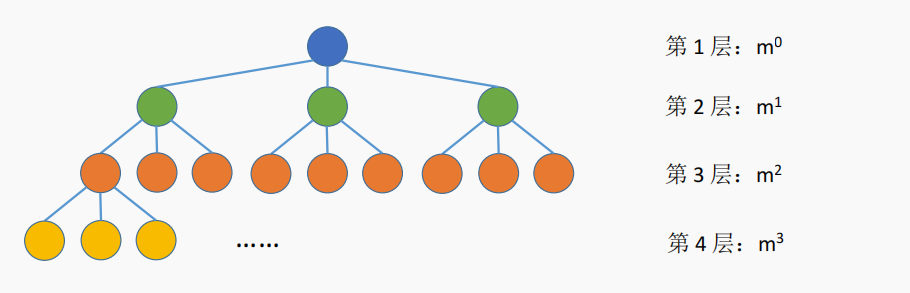 第 1 层：m⁰
第 2 层：m¹
第 3 层：m²
……
第 4 层：m³